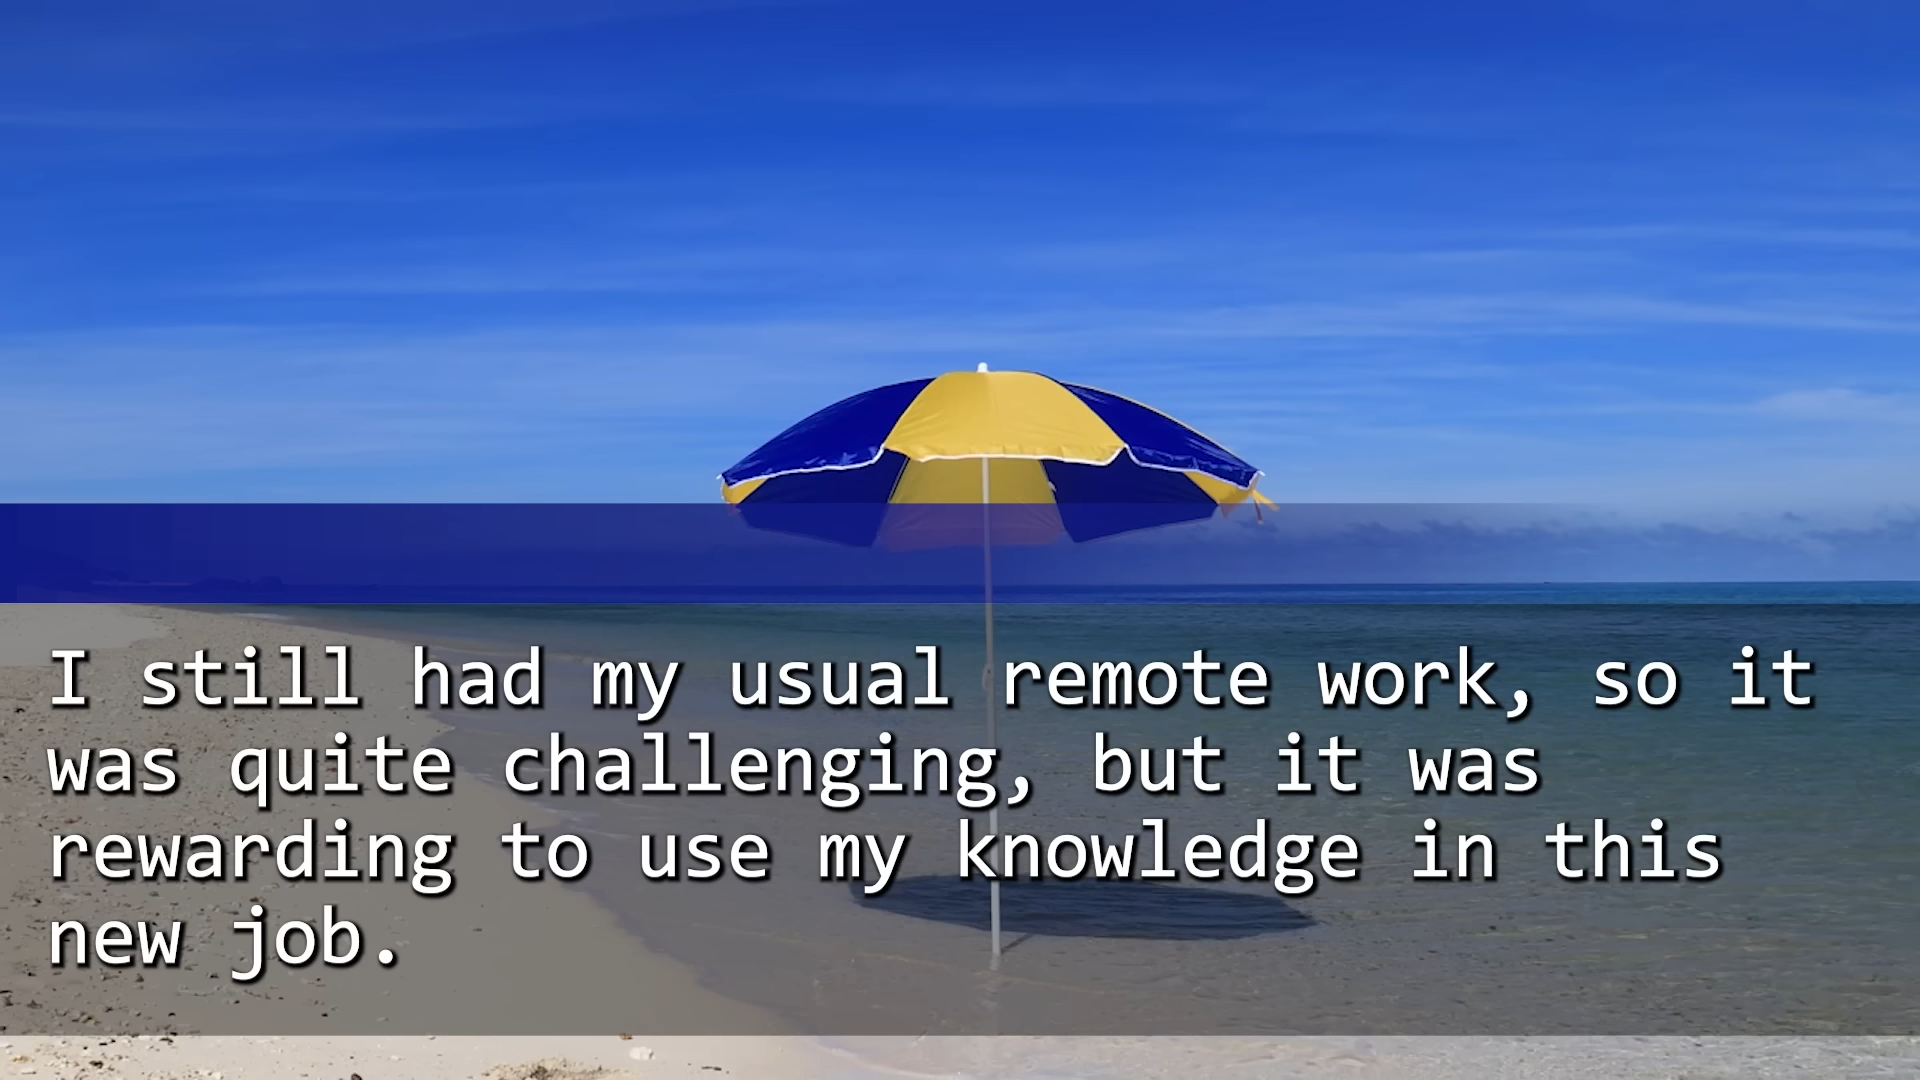 I still had my usual remote work, so it
was quite challenging, but it was
rewarding to use my knowledge in this
new job.